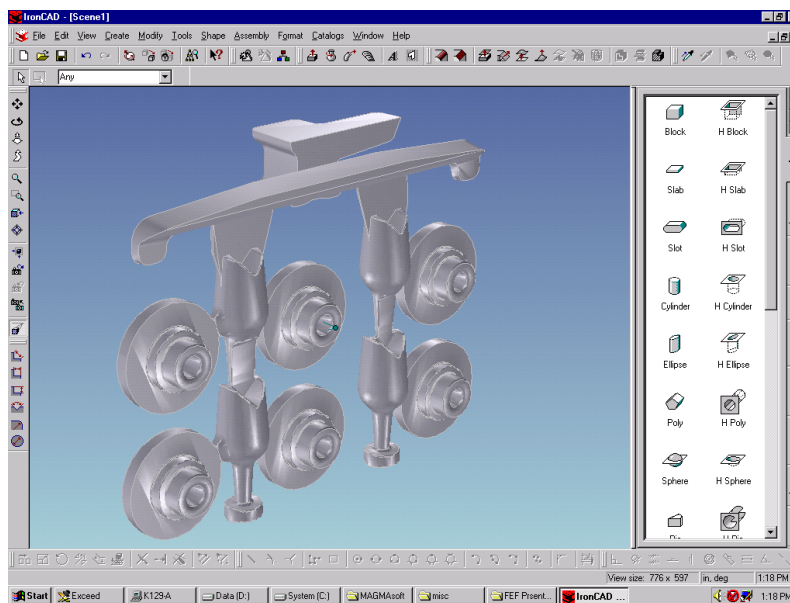 IronCAD - [Scene1]
File Edit View Create Modify Tools Shape Assembly Format Catalogs Window Help
Any
Block H Block
Slab H Slab
Slot H Slot
Cylinder H Cylinder
Ellipse H Ellipse
Poly H Poly
Sphere H Sphere
View size: 776 x 597 in, deg 1:18 PM
Start Exceed K129-A Data (D:) System (C:) MAGMAsoft misc FEF Prsent... IronCAD ... 1:18 PM